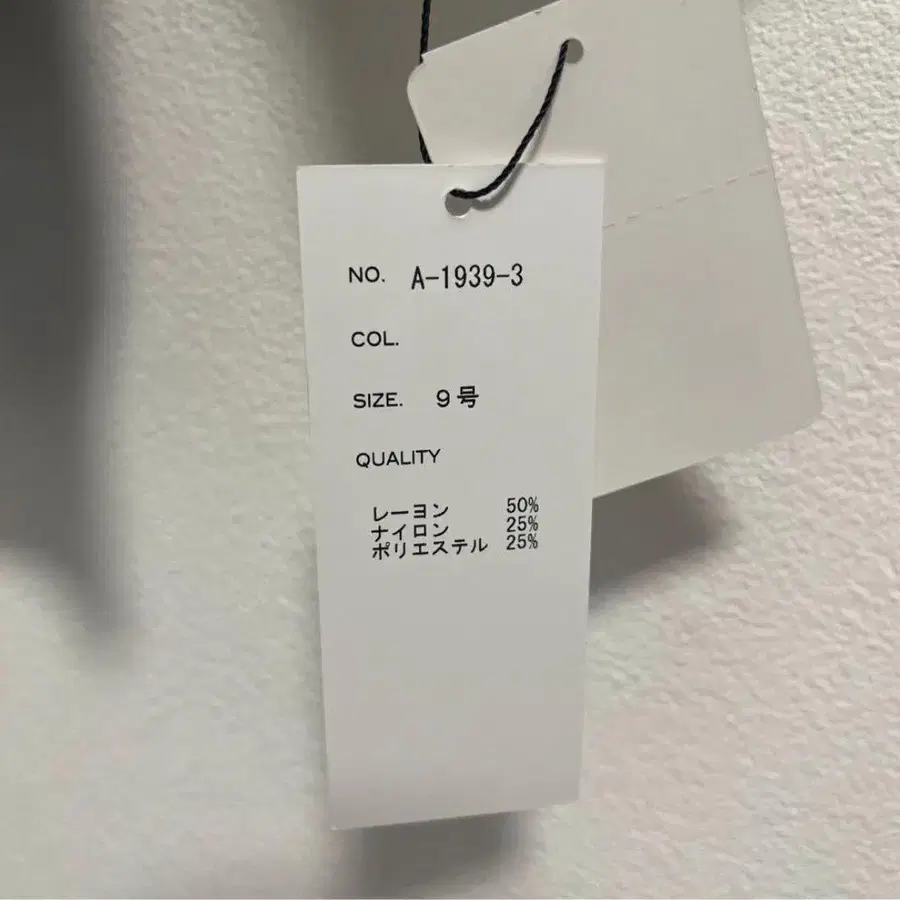 NO. A-1939-3
COL.
SIZE. 9号
QUALITY
レーヨン 50%
ナイロン 25%
ポリエステル 25%